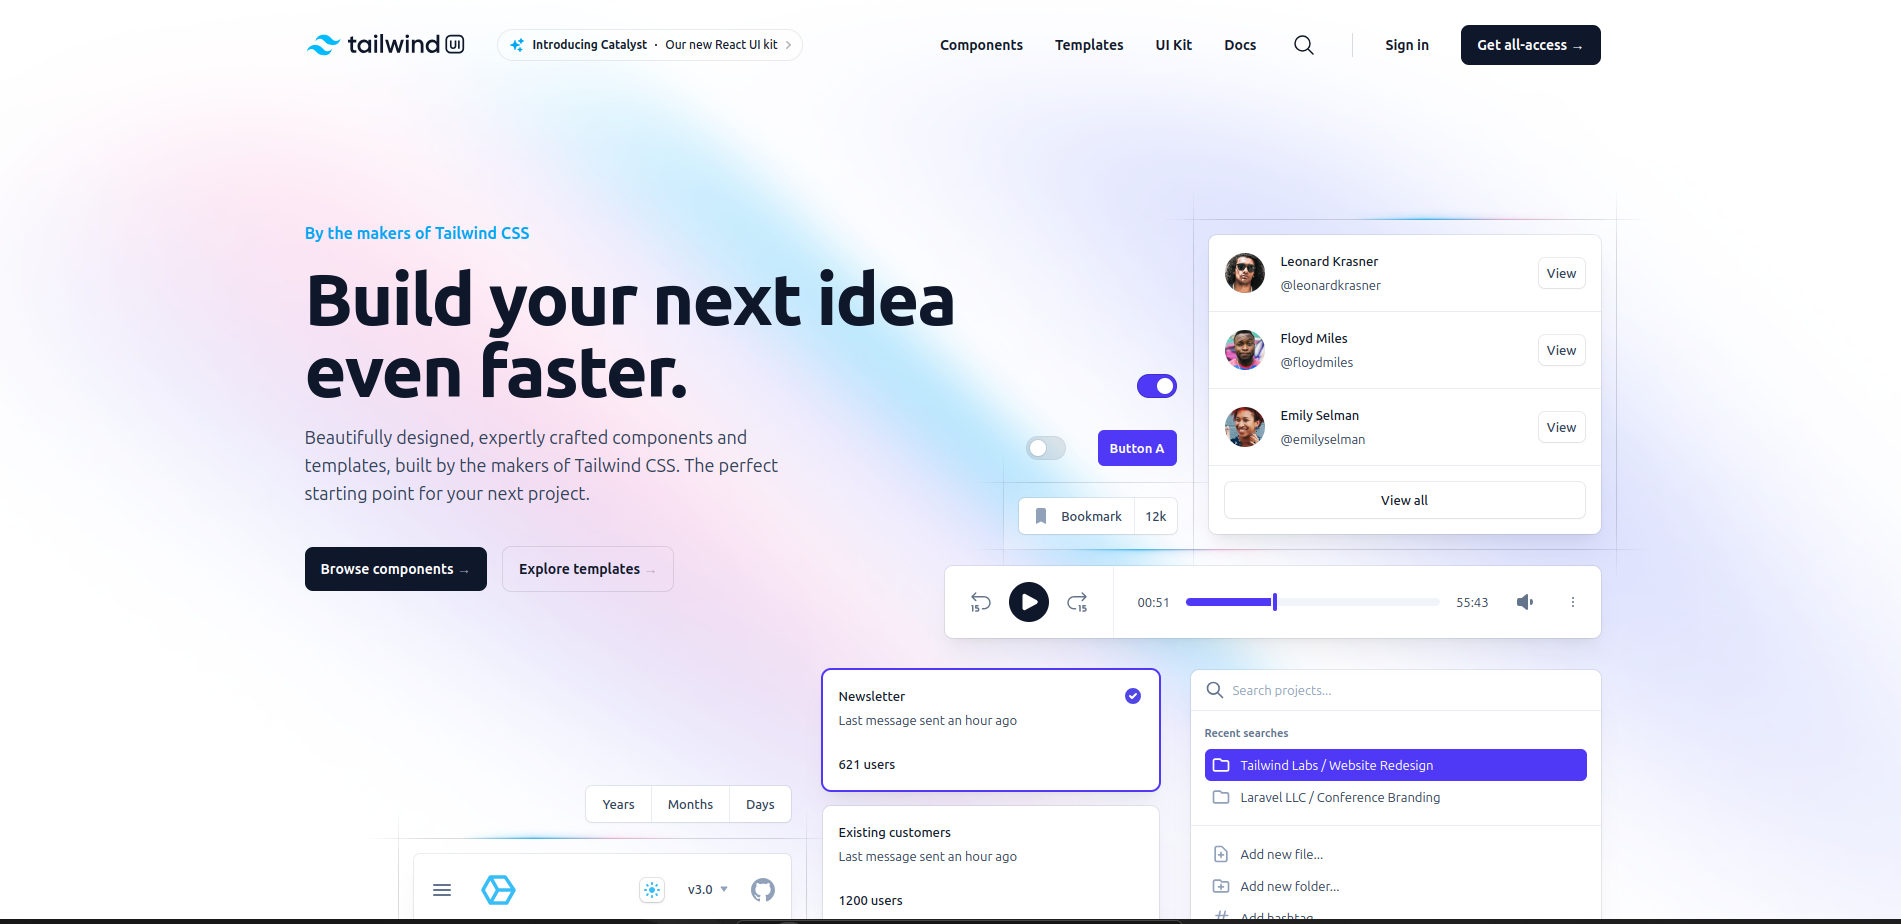 tailwind UI
Introducing Catalyst · Our new React UI kit
Components
Templates
UI Kit
Docs
Sign in
Get all-access →
By the makers of Tailwind CSS
Build your next idea
even faster.
Beautifully designed, expertly crafted components and
templates, built by the makers of Tailwind CSS. The perfect
starting point for your next project.
Browse components →
Explore templates →
Leonard Krasner
@leonardkrasner
View
Floyd Miles
@floydmiles
View
Emily Selman
@emilyselman
View
View all
Button A
Bookmark
12k
15
15
00:51
55:43
Newsletter
Last message sent an hour ago
621 users
Existing customers
Last message sent an hour ago
1200 users
Search projects...
Recent searches
Tailwind Labs / Website Redesign
Laravel LLC / Conference Branding
Add new file...
Add new folder...
Add hashtag
Years
Months
Days
v3.0